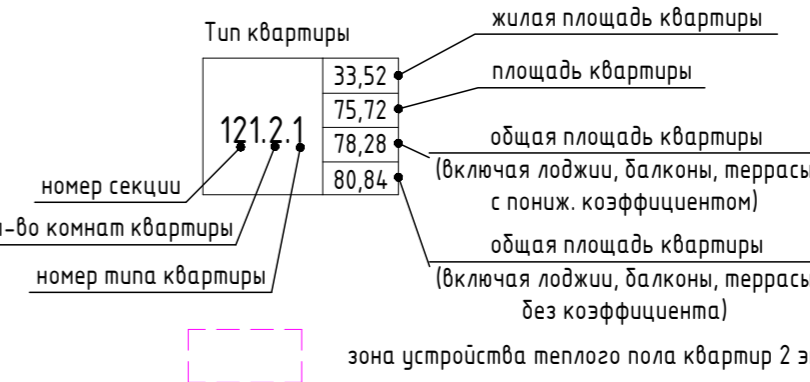 жилая площадь квартиры
Тип квартиры
33,52
площадь квартиры
75,72
121.2.1
78,28
общая площадь квартиры
(включая лоджии, балконы, террасы
с пониж. коэффициентом)
80,84
номер секции
-во комнат квартиры
общая площадь квартиры
(включая лоджии, балконы, террасы
без коэффициента)
номер типа квартиры
зона устройства теплого пола квартир 2 э